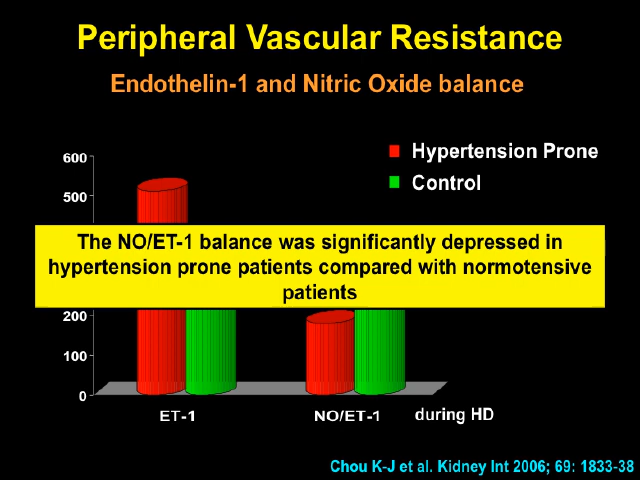 Peripheral Vascular Resistance
Endothelin-1 and Nitric Oxide balance
Hypertension Prone
Control
600
500
The NO/ET-1 balance was significantly depressed in
hypertension prone patients compared with normotensive
patients
200
100
0
ET-1
NO/ET-1
during HD
Chou K-J et al. Kidney Int 2006; 69: 1833-38